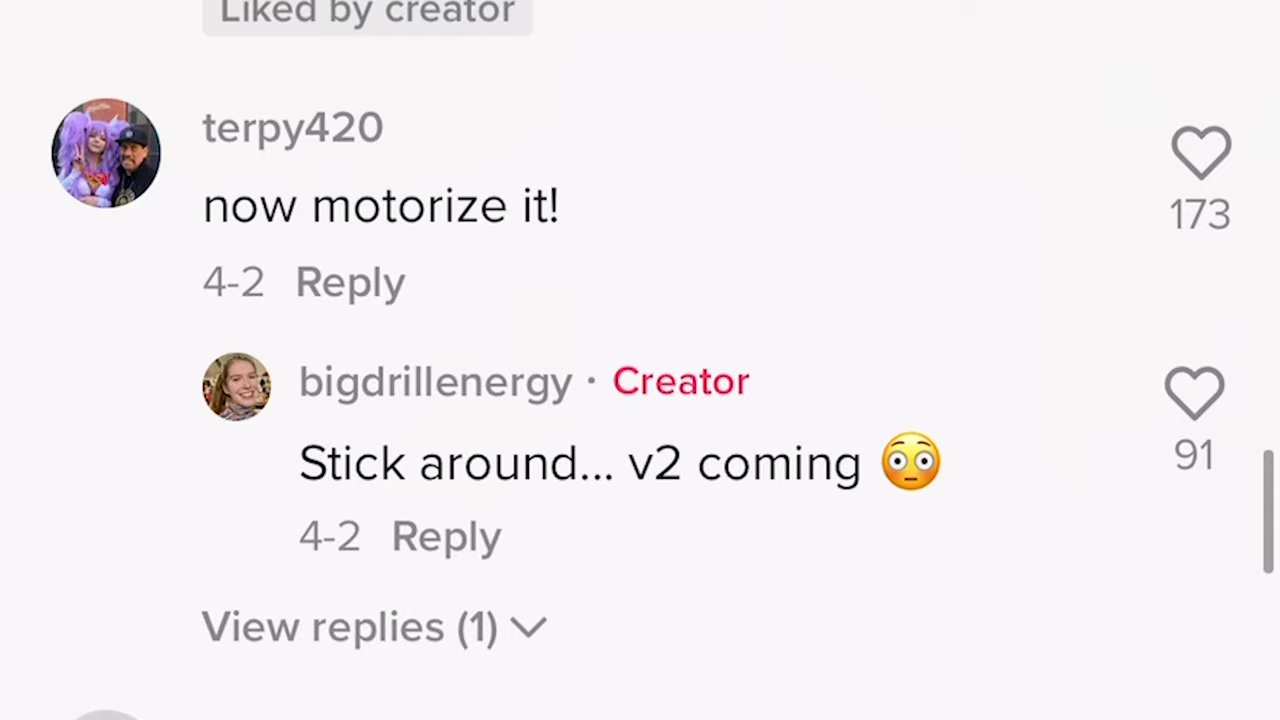 Liked by creator
terpy420
173
now motorize it!
4-2 Reply
bigdrillenergy · Creator
91
Stick around... v2 coming 😳
4-2 Reply
View replies (1)